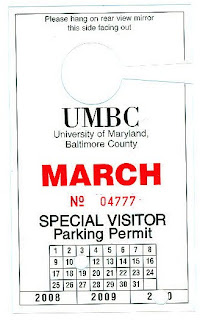 Please hang on rear view mirror
this side facing out
UMBC
University of Maryland,
Baltimore County
MARCH
Nº 04777
SPECIAL VISITOR
Parking Permit
1 2 3 4 5 6 7 8
9 10 12 13 14 15 16
17 18 19 20 21 22 23 24
25 26 27 28 29 30 31
2008 2009